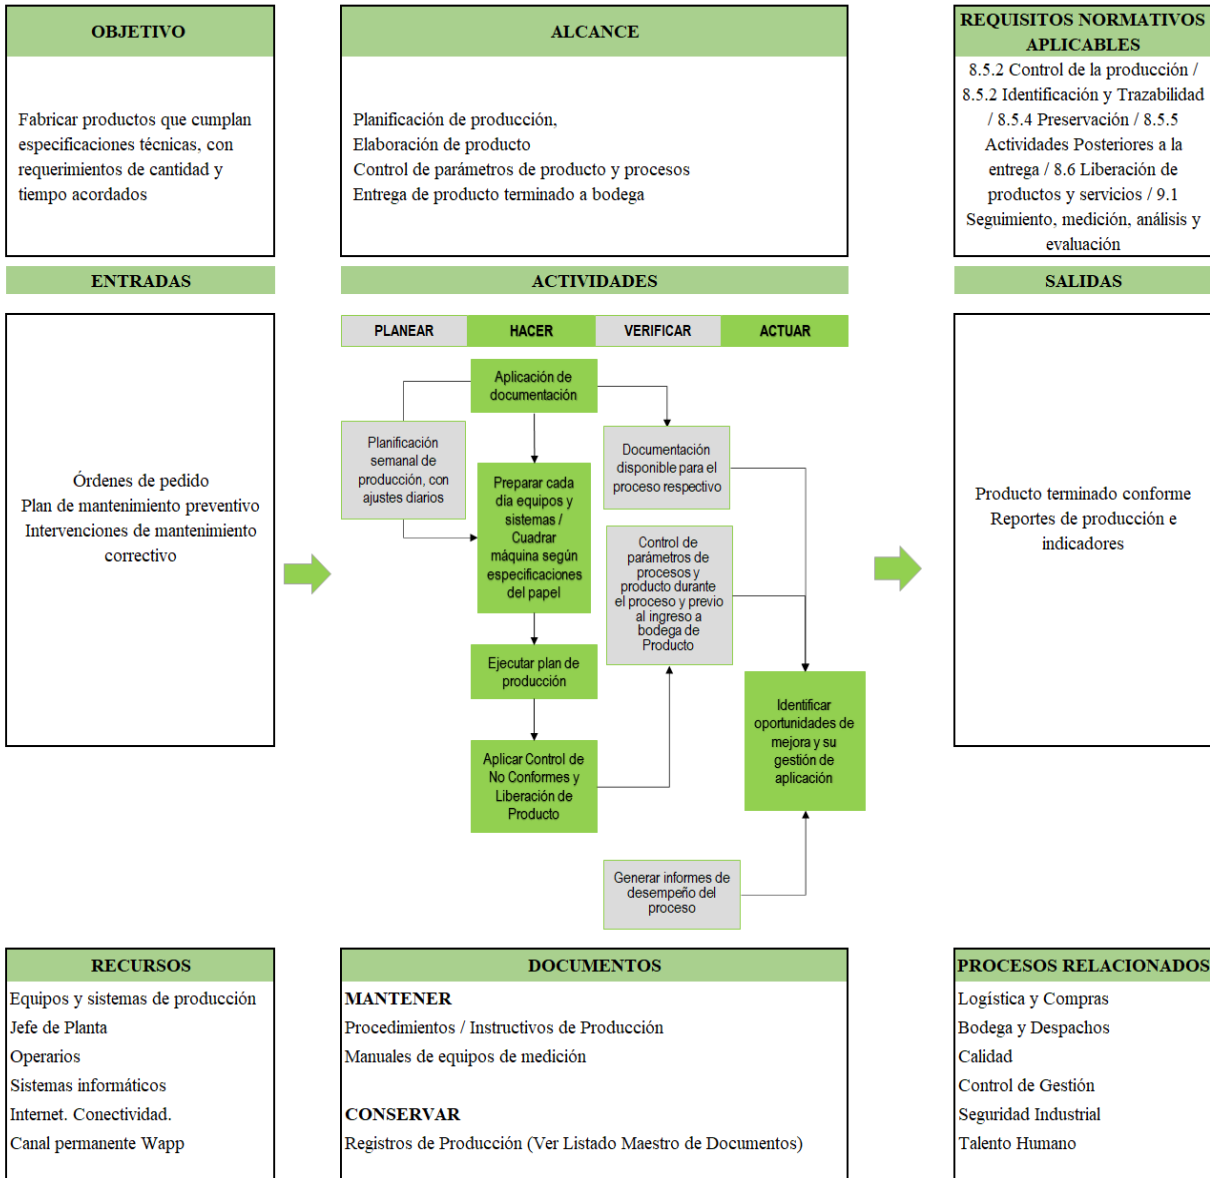 OBJETIVO
Fabricar productos que cumplan
especificaciones técnicas, con
requerimientos de cantidad y
tiempo acordados
ALCANCE
Planificación de producción,
Elaboración de producto
Control de parámetros de producto y procesos
Entrega de producto terminado a bodega
REQUISITOS NORMATIVOS
APLICABLES
8.5.2 Control de la producción /
8.5.2 Identificación y Trazabilidad
/ 8.5.4 Preservación / 8.5.5
Actividades Posteriores a la
entrega / 8.6 Liberación de
productos y servicios / 9.1
Seguimiento, medición, análisis y
evaluación
ENTRADAS
Órdenes de pedido
Plan de mantenimiento preventivo
Intervenciones de mantenimiento
correctivo
ACTIVIDADES
PLANEAR
HACER
VERIFICAR
ACTUAR
Aplicación de
documentación
Planificación
semanal de
producción, con
ajustes diarios
Documentación
disponible para el
proceso respectivo
Preparar cada
día equipos y
sistemas /
Cuadrar
máquina según
especificaciones
del papel
Control de
parámetros de
procesos y
producto durante
el proceso y previo
al ingreso a
bodega de
Producto
Ejecutar plan de
producción
Identificar
oportunidades de
mejora y su
gestión de
aplicación
Aplicar Control de
No Conformes y
Liberación de
Producto
Generar informes de
desempeño del
proceso
SALIDAS
Producto terminado conforme
Reportes de producción e
indicadores
RECURSOS
Equipos y sistemas de producción
Jefe de Planta
Operarios
Sistemas informáticos
Internet. Conectividad.
Canal permanente Wapp
DOCUMENTOS
MANTENER
Procedimientos / Instructivos de Producción
Manuales de equipos de medición
CONSERVAR
Registros de Producción (Ver Listado Maestro de Documentos)
PROCESOS RELACIONADOS
Logística y Compras
Bodega y Despachos
Calidad
Control de Gestión
Seguridad Industrial
Talento Humano